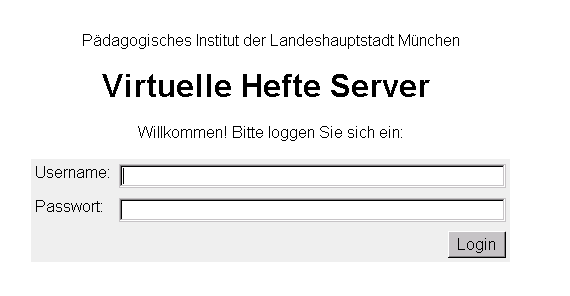 Pädagogisches Institut der Landeshauptstadt München
Virtuelle Hefte Server
Willkommen! Bitte loggen Sie sich ein:
Username:
Passwort:
Login